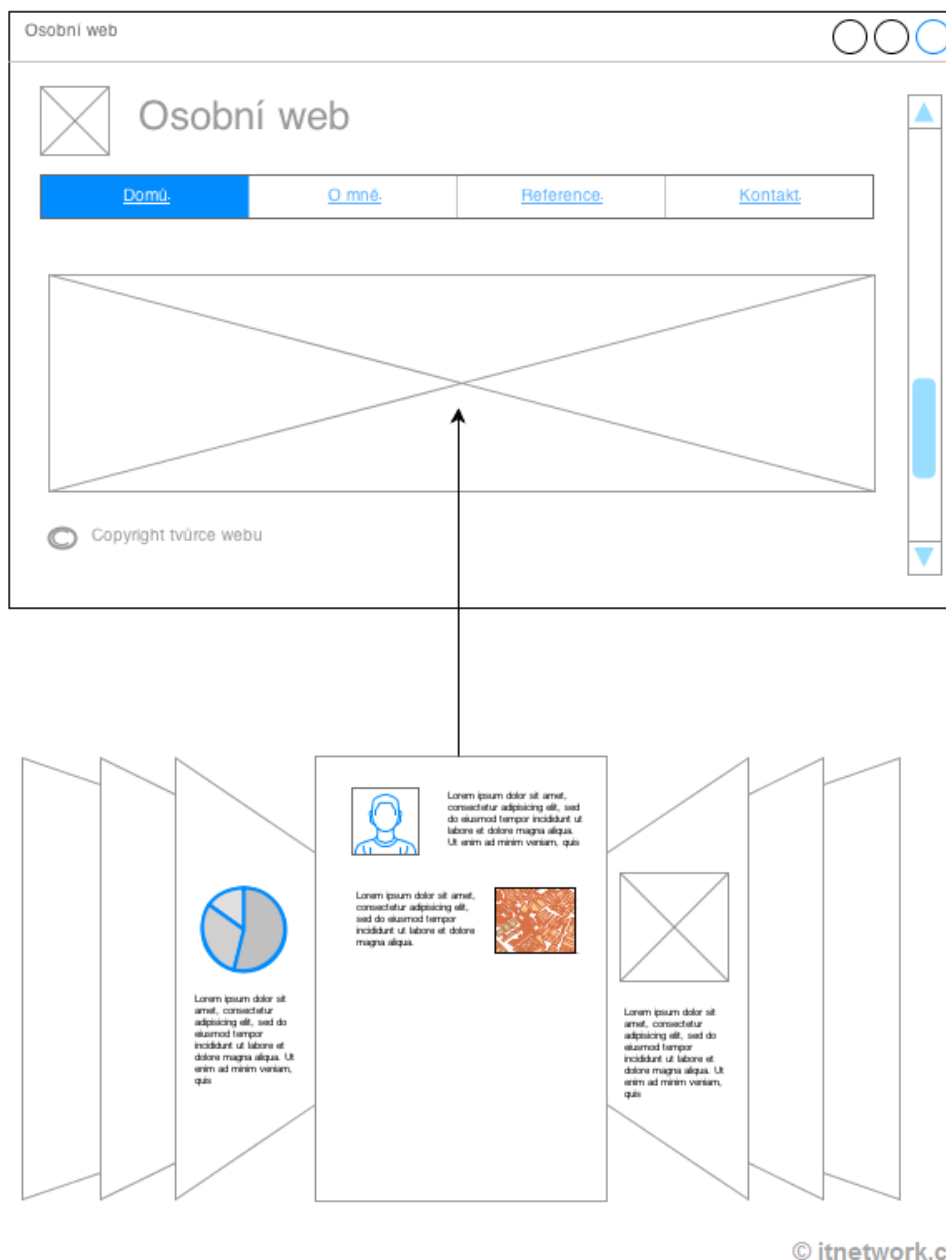 Osobní web
Osobní web
Domů.
O mně.
Reference.
Kontakt.
Copyright tvůrce webu
Lorem ipsum dolor sit amet,
consectetur adipisicing elit, sed
do eiusmod tempor incididunt ut
labore et dolore magna aliqua.
Ut enim ad minim veniam, quis
Lorem ipsum dolor sit amet,
consectetur adipisicing elit,
sed do eiusmod tempor
incididunt ut labore et dolore
magna aliqua.
Lorem ipsum dolor sit
amet, consectetur
adipisicing elit, sed do
eiusmod tempor
incididunt ut labore et
dolore magna aliqua. Ut
enim ad minim veniam,
quis
Lorem ipsum dolor sit
amet, consectetur
adipisicing elit, sed do
eiusmod tempor
incididunt ut labore et
dolore magna aliqua. Ut
enim ad minim veniam,
quis
© itnetwork.c